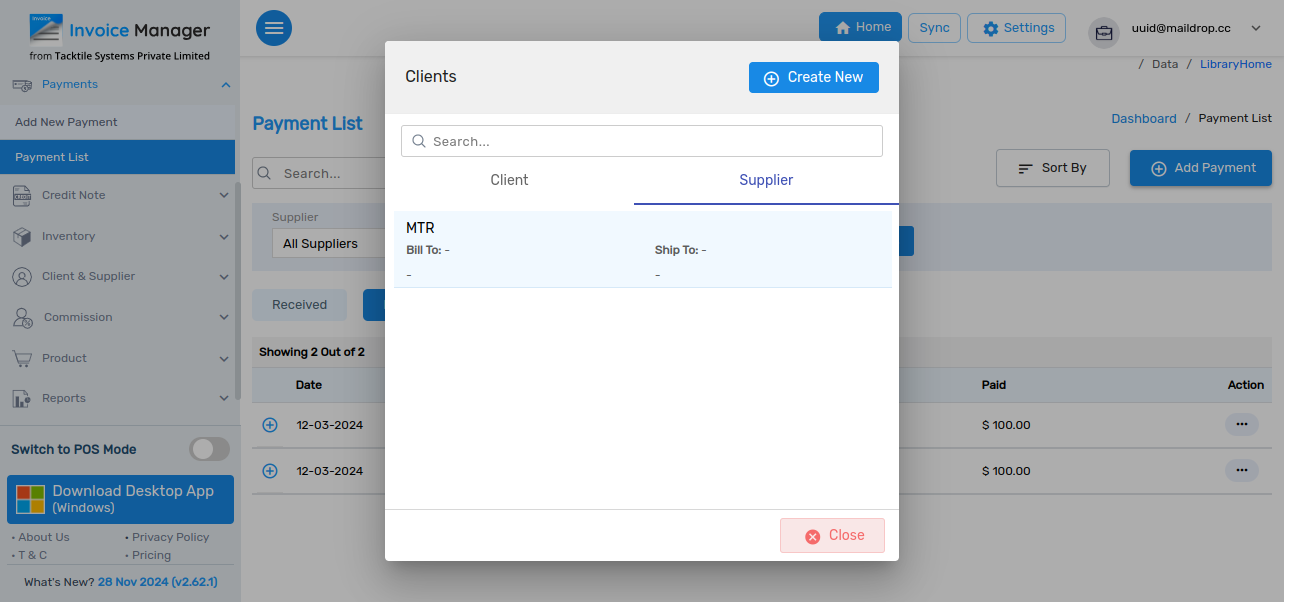 Invoice
Invoice Manager
from Tacktile Systems Private Limited
Payments
Add New Payment
Payment List
Credit Note
Inventory
Client & Supplier
Commission
Product
Reports
Switch to POS Mode
Download Desktop App
(Windows)
• About Us
• Privacy Policy
• T & C
• Pricing
What's New? 28 Nov 2024 (v2.62.1)
Home
Sync
Settings
uuid@maildrop.cc
/ Data / LibraryHome
Payment List
Dashboard / Payment List
Search...
Sort By
Add Payment
Supplier
All Suppliers
Received
Showing 2 Out of 2
Date
Paid
Action
12-03-2024
$ 100.00
12-03-2024
$ 100.00
Clients
Create New
Search...
Client
Supplier
MTR
Bill To: -
Ship To: -
-
-
Close